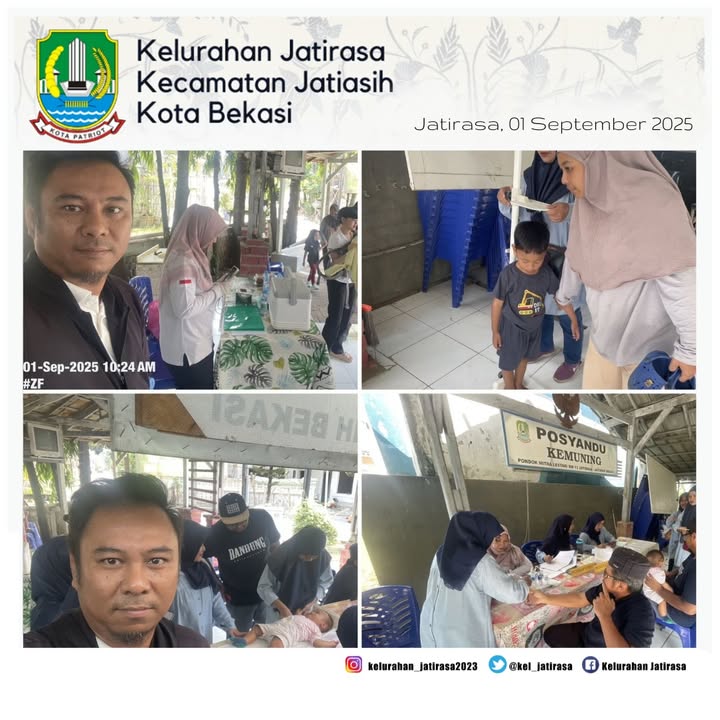 Kelurahan Jatirasa
Kecamatan Jatiasih
Kota Bekasi
KOTA PATRIOT
Jatirasa, 01 September 2025
01-Sep-2025 10:24 AM
#ZF
BEKASI
BANDUNG
POSYANDU
KEMUNING
kelurahan_jatirasa2023
@kel_jatirasa
Kelurahan Jatirasa